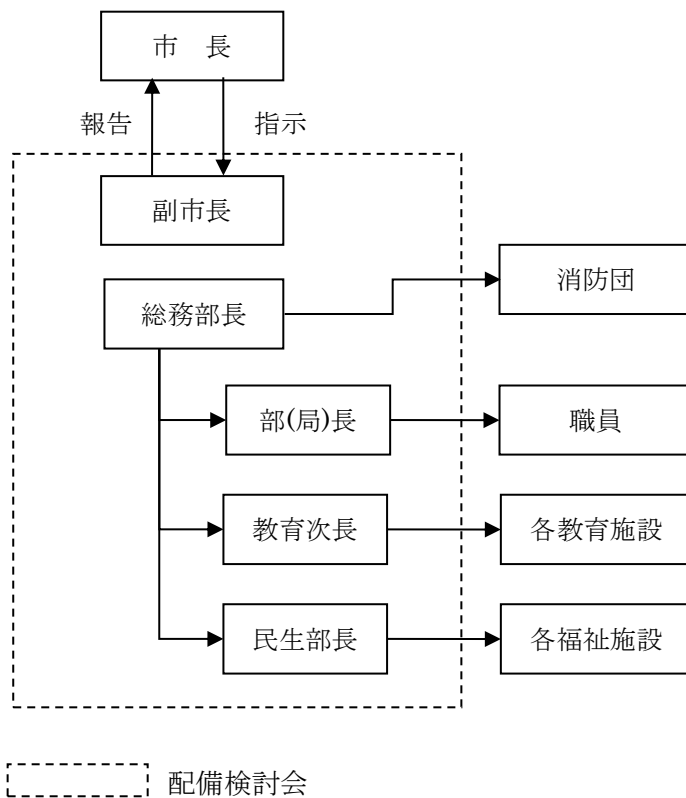 市　長
報告
指示
副市長
総務部長
消防団
部(局)長
職員
教育次長
各教育施設
民生部長
各福祉施設
配備検討会